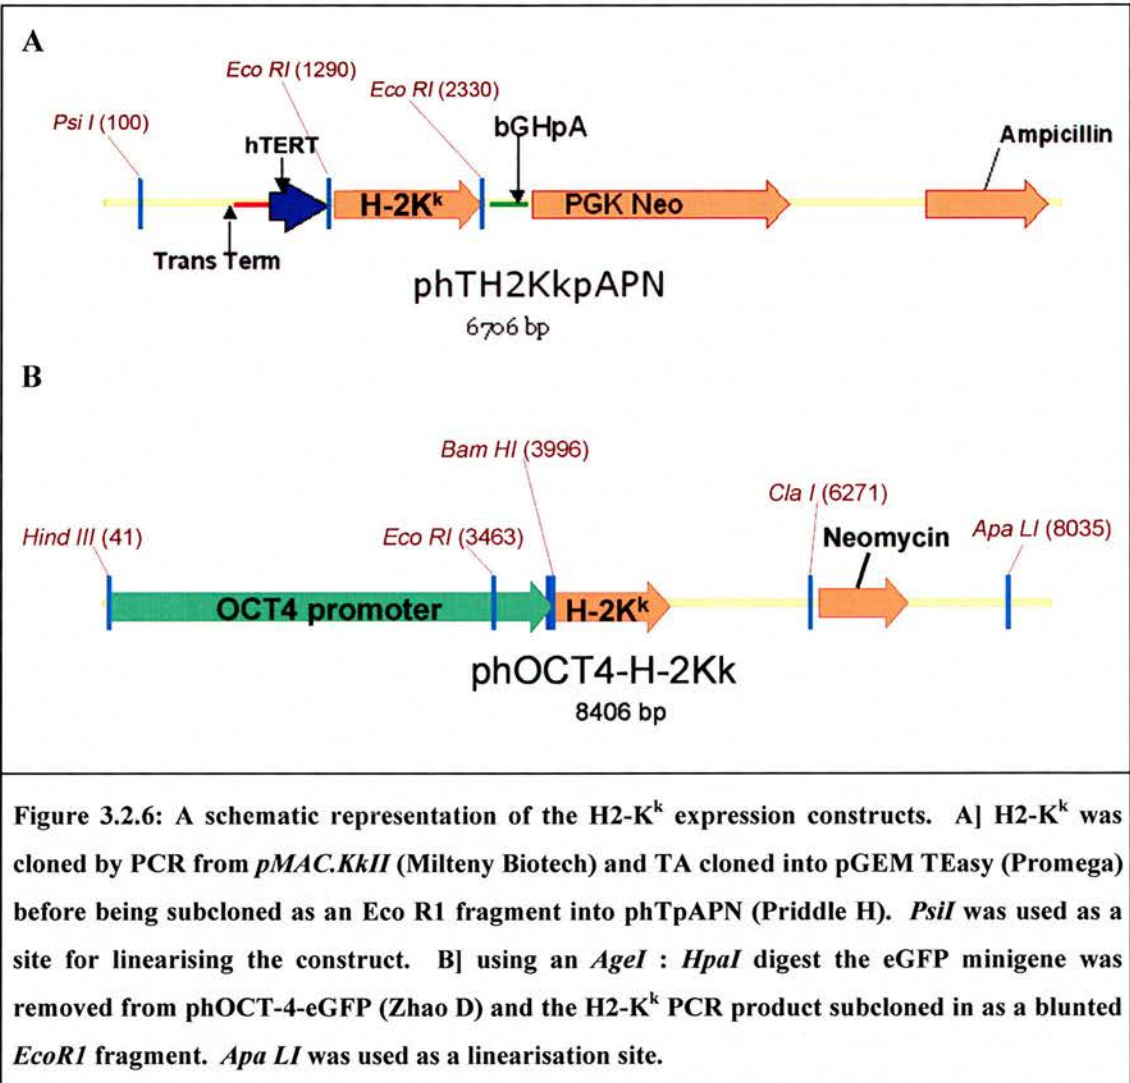 A
Eco RI (1290)
Eco RI (2330)
Psi I (100)
hTERT
bGHpA
Ampicillin
H-2Kᵏ
PGK Neo
Trans Term
phTH2KkpAPN
6706 bp
B
Bam HI (3996)
Cla I (6271)
Hind III (41)
Eco RI (3463)
Neomycin
Apa LI (8035)
OCT4 promoter
H-2Kᵏ
phOCT4-H-2Kk
8406 bp
Figure 3.2.6: A schematic representation of the H2-Kᵏ expression constructs. A] H2-Kᵏ was
cloned by PCR from pMAC.KkII (Milteny Biotech) and TA cloned into pGEM TEasy (Promega)
before being subcloned as an Eco R1 fragment into phTpAPN (Priddle H). PsiI was used as a
site for linearising the construct. B] using an AgeI : HpaI digest the eGFP minigene was
removed from phOCT-4-eGFP (Zhao D) and the H2-Kᵏ PCR product subcloned in as a blunted
EcoR1 fragment. Apa LI was used as a linearisation site.